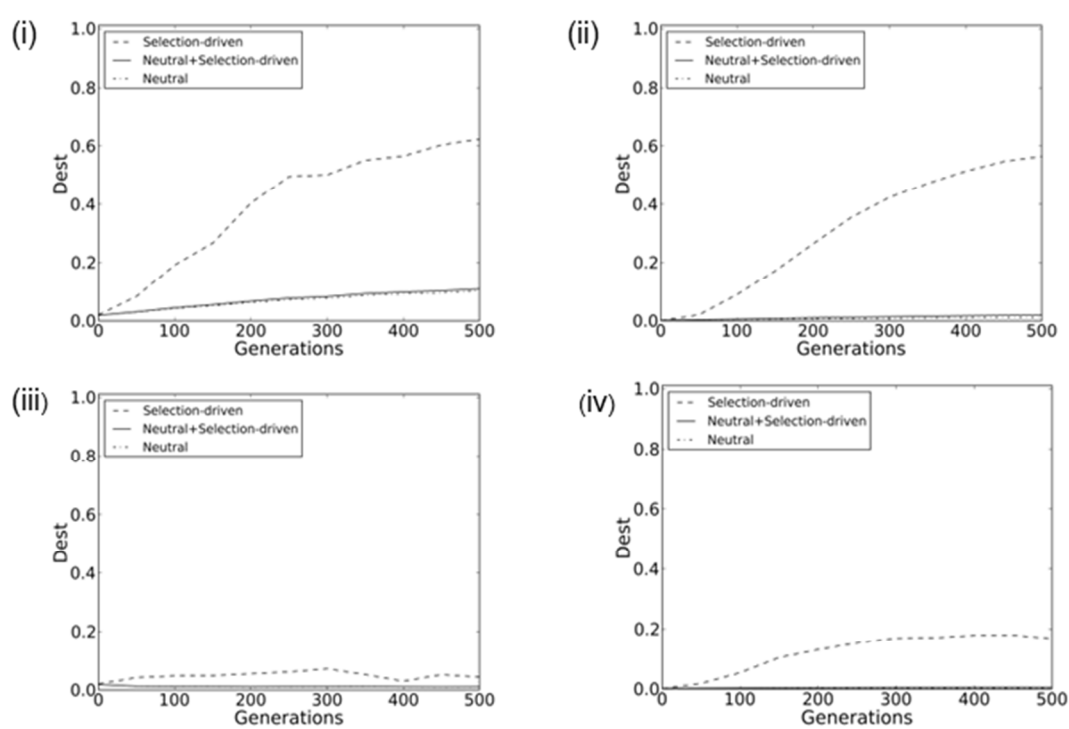 (i)
1.0
0.8
0.6
0.4
0.2
0.0
Dest
Selection-driven
Neutral+Selection-driven
Neutral
0 100 200 300 400 500
Generations
(ii)
1.0
0.8
0.6
0.4
0.2
0.0
Dest
Selection-driven
Neutral+Selection-driven
Neutral
0 100 200 300 400 500
Generations
(iii)
1.0
0.8
0.6
0.4
0.2
0.0
Dest
Selection-driven
Neutral+Selection-driven
Neutral
0 100 200 300 400 500
Generations
(iv)
1.0
0.8
0.6
0.4
0.2
0.0
Dest
Selection-driven
Neutral+Selection-driven
Neutral
0 100 200 300 400 500
Generations